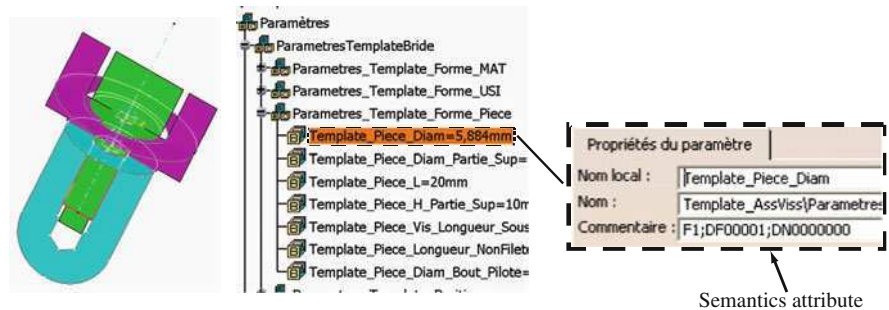 Paramètres
ParametresTemplateBride
Parametres_Template_Forme_MAT
Parametres_Template_Forme_USI
Parametres_Template_Forme_Piece
Template_Piece_Diam=5,884mm
Template_Piece_Diam_Partie_Sup=
Template_Piece_L=20mm
Template_Piece_H_Partie_Sup=10m
Template_Piece_Vis_Longueur_Sous
Template_Piece_Longueur_NonFilet
Template_Piece_Diam_Bout_Pilote=
Propriétés du paramètre
Nom local : Template_Piece_Diam
Nom : Template_AssViss\Parametres
Commentaire : F1;DF00001;DN0000000
Semantics attribute